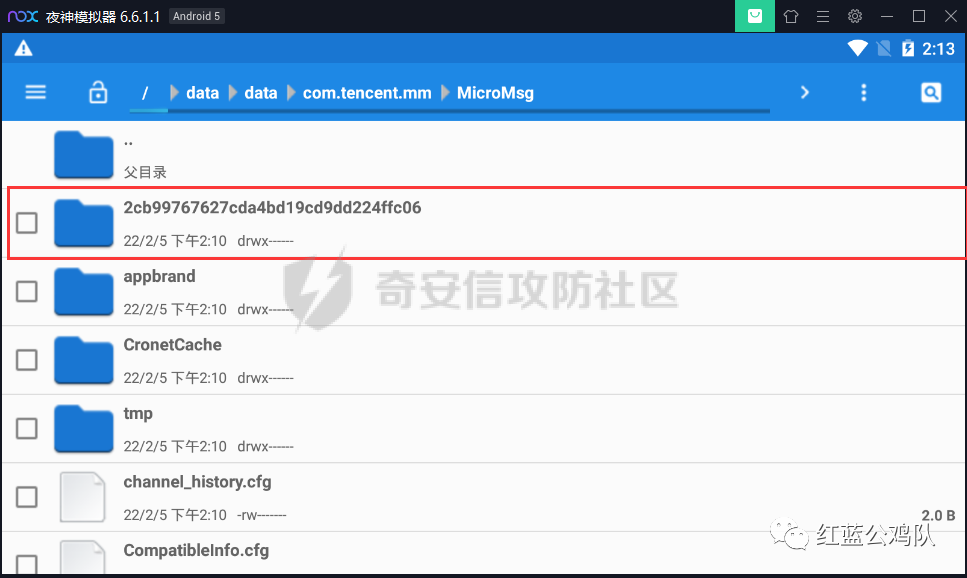 nox 夜神模拟器 6.6.1.1 Android 5
2:13
/ data data com.tencent.mm MicroMsg
..
父目录
2cb99767627cda4bd19cd9dd224ffc06
22/2/5 下午2:10 drwx------
appbrand
22/2/5 下午2:10 drwx------
奇安信攻防社区
CronetCache
22/2/5 下午2:10 drwx------
tmp
22/2/5 下午2:10 drwx------
channel_history.cfg
22/2/5 下午2:10 -rw-------
2.0 B
红蓝公鸡队
CompatibleInfo.cfg